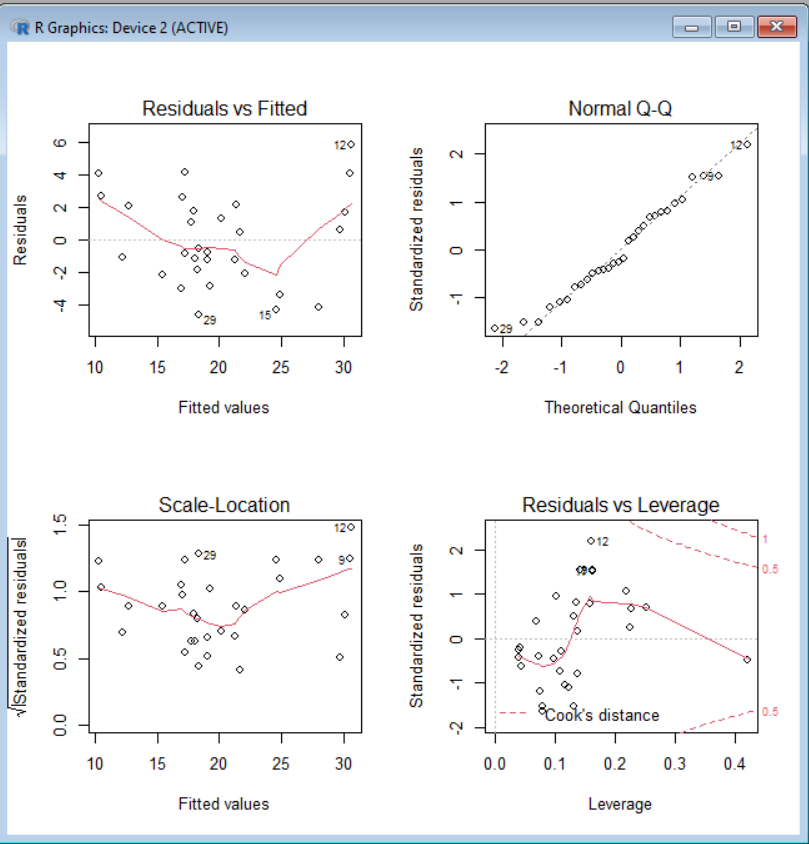 R Graphics: Device 2 (ACTIVE)
Residuals vs Fitted
Residuals
6
4
2
0
-2
-4
12
15
29
10 15 20 25 30
Fitted values
Normal Q-Q
Standardized residuals
2
1
0
-1
12
9
29
-2 -1 0 1 2
Theoretical Quantiles
Scale-Location
√|Standardized residuals|
1.5
1.0
0.5
0.0
12
9
29
10 15 20 25 30
Fitted values
Residuals vs Leverage
Standardized residuals
2
1
0
-1
-2
12
9
1
0.5
0.5
Cook's distance
0.0 0.1 0.2 0.3 0.4
Leverage